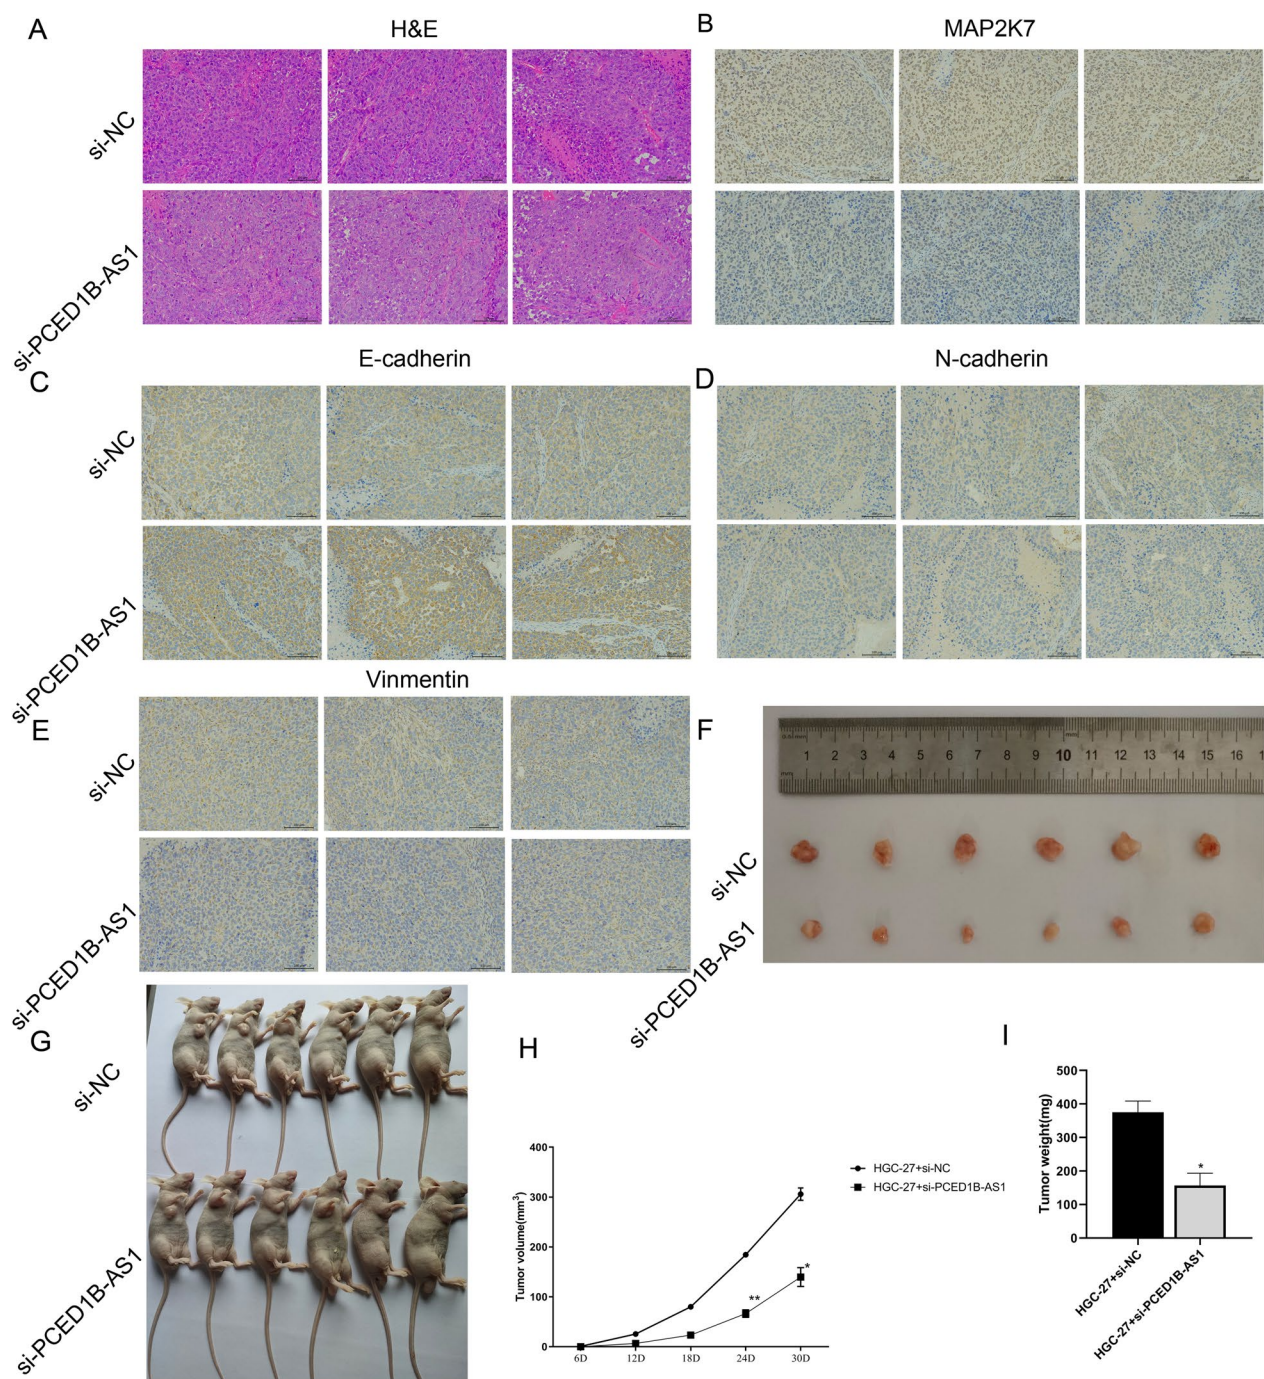 A
H&E
B
MAP2K7
si-NC
si-PCED1B-AS1
C
E-cadherin
D
N-cadherin
si-NC
si-PCED1B-AS1
E
Vinmentin
si-NC
si-PCED1B-AS1
F
mm
1 2 3 4 5 6 7 8 9 10 11 12 13 14 15 16
mm
si-NC
si-PCED1B-AS1
G
si-NC
si-PCED1B-AS1
H
Tumor volume(mm3)
400
300
200
100
0
6D 12D 18D 24D 30D
**
*
HGC-27+si-NC
HGC-27+si-PCED1B-AS1
I
Tumor weight(mg)
500
400
300
200
100
0
*
HGC-27+si-NC
HGC-27+si-PCED1B-AS1